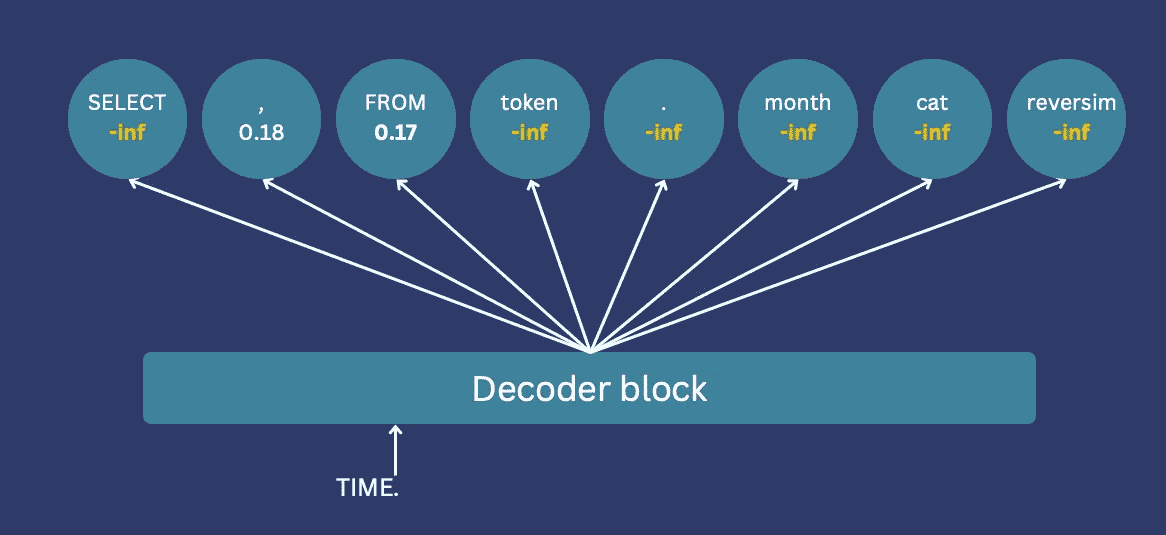 SELECT
-inf
,
0.18
FROM
0.17
token
-inf
.
-inf
month
-inf
cat
-inf
reversim
-inf
Decoder block
TIME.